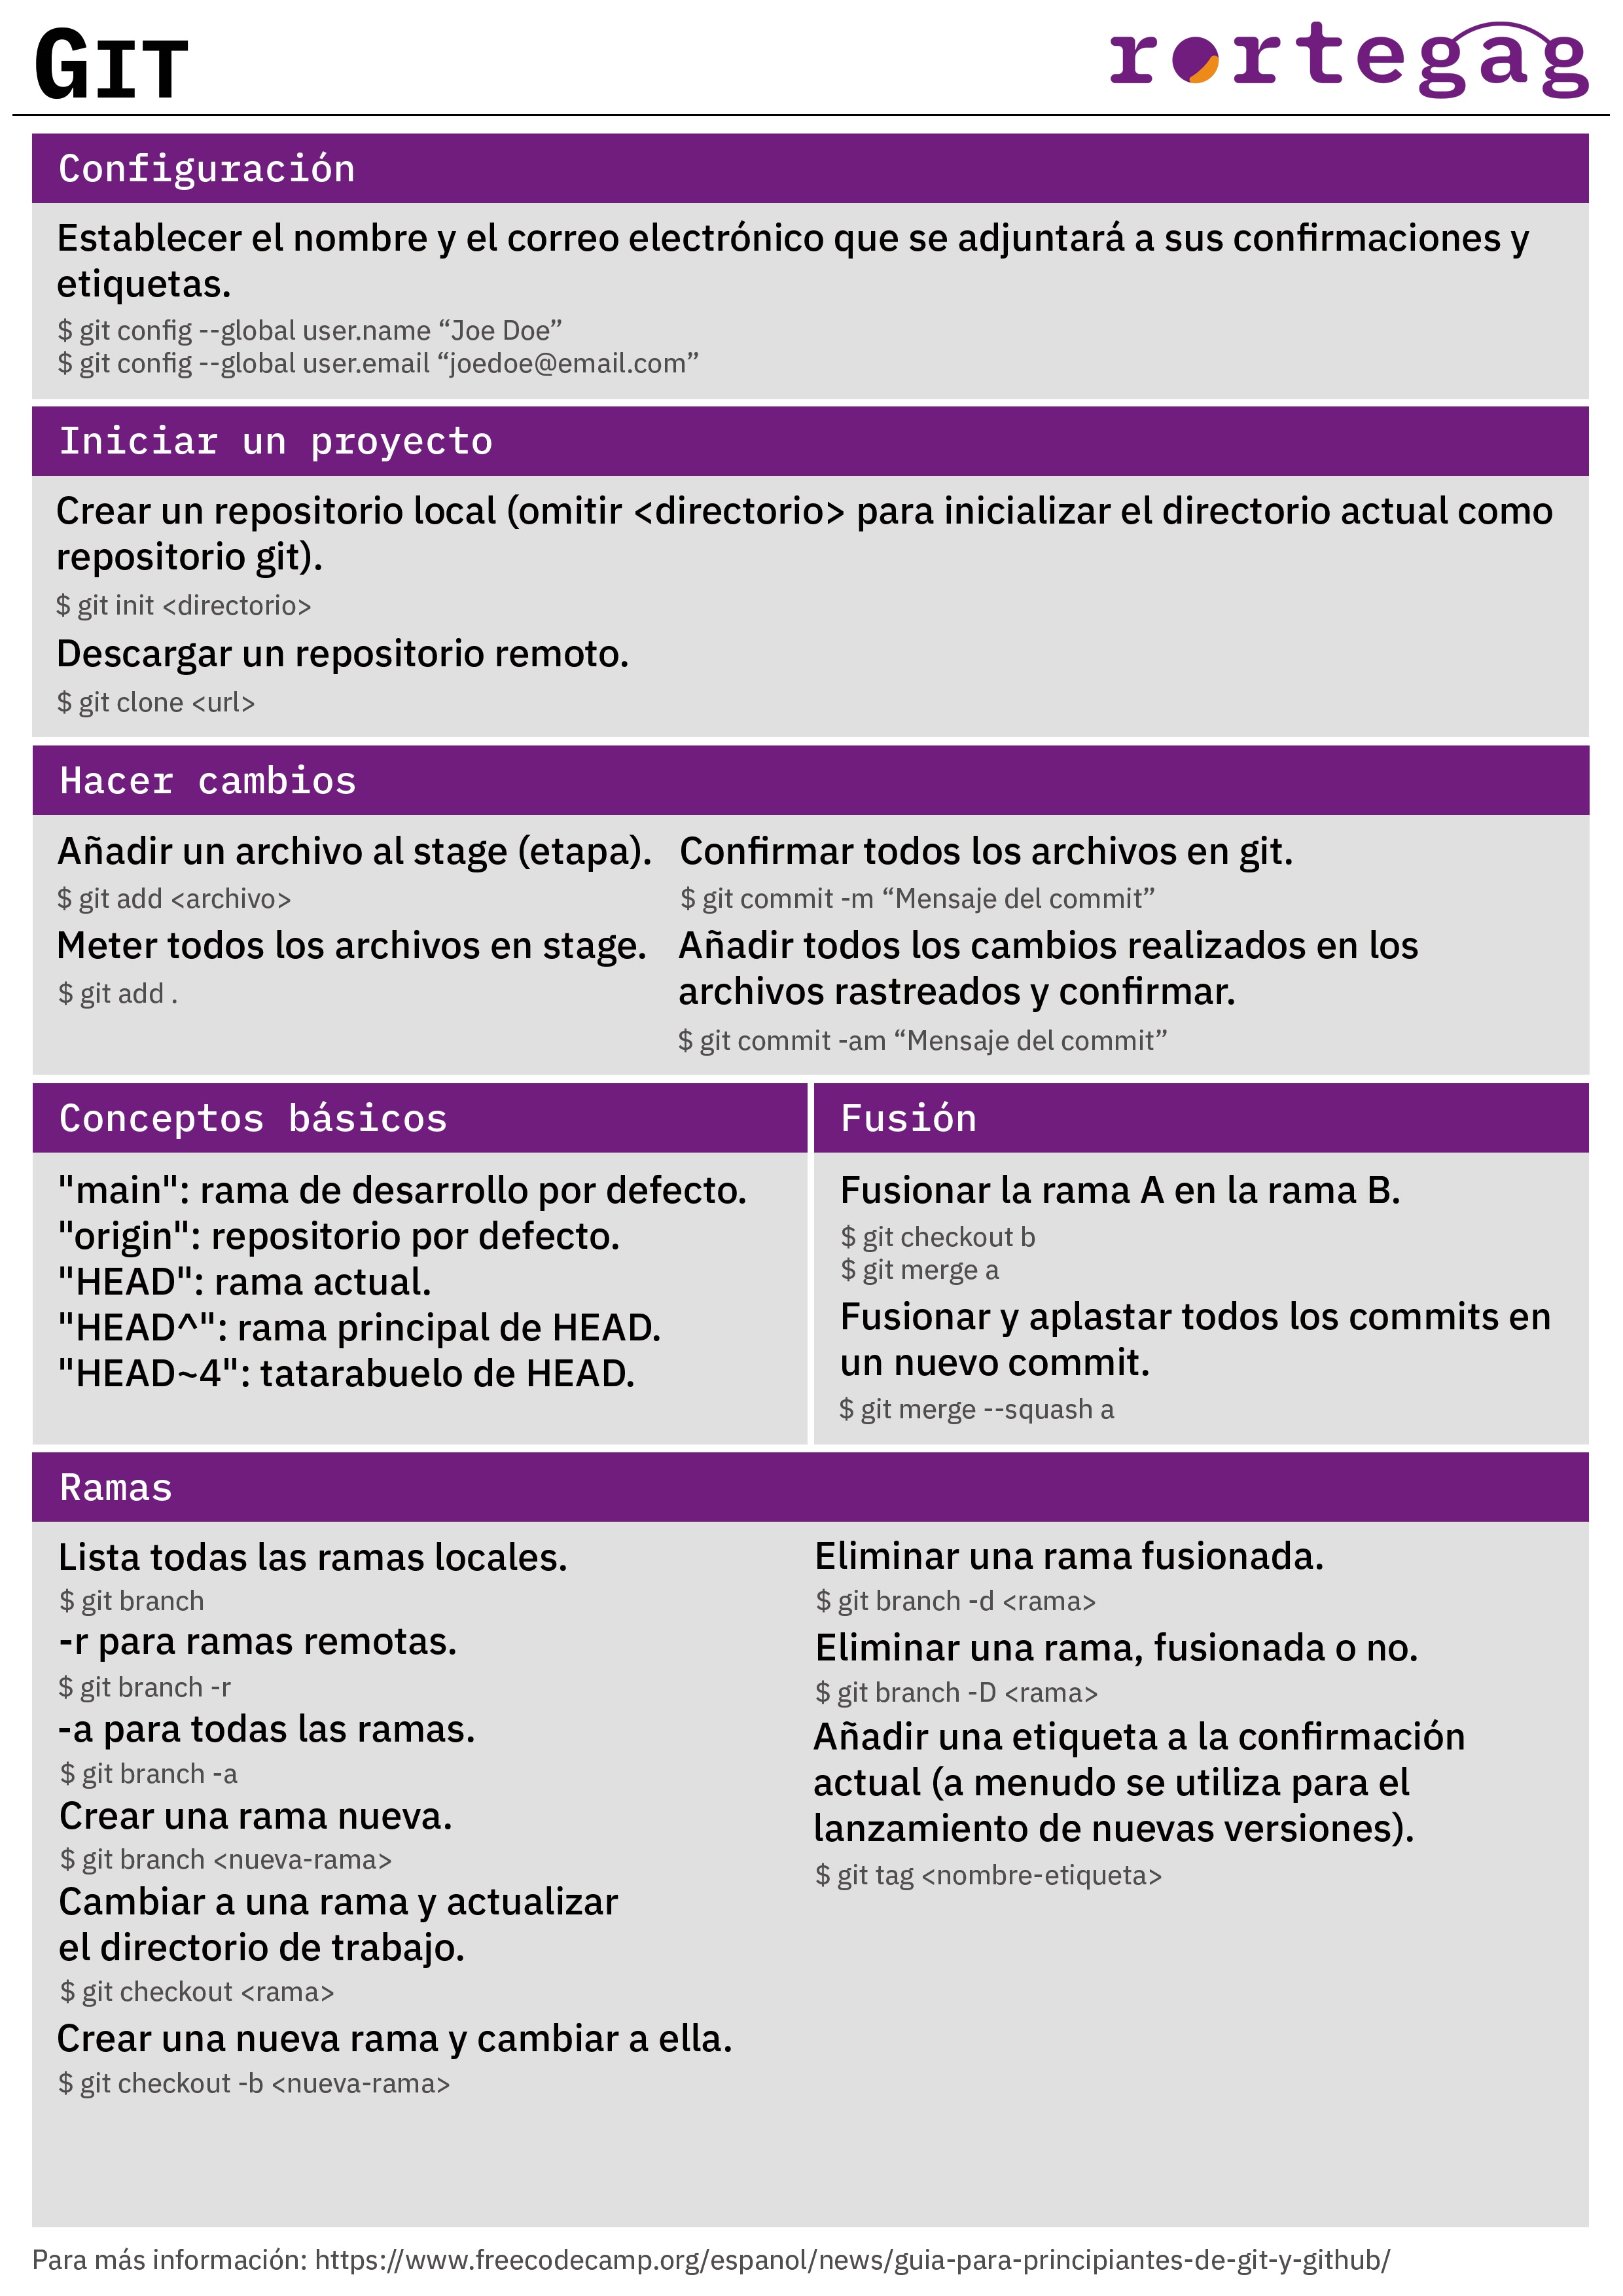 GIT
rortegag
Configuración
Establecer el nombre y el correo electrónico que se adjuntará a sus confirmaciones y
etiquetas.
$ git config --global user.name “Joe Doe”
$ git config --global user.email “joedoe@email.com”
Iniciar un proyecto
Crear un repositorio local (omitir <directorio> para inicializar el directorio actual como
repositorio git).
$ git init <directorio>
Descargar un repositorio remoto.
$ git clone <url>
Hacer cambios
Añadir un archivo al stage (etapa).
$ git add <archivo>
Meter todos los archivos en stage.
$ git add .
Confirmar todos los archivos en git.
$ git commit -m “Mensaje del commit”
Añadir todos los cambios realizados en los
archivos rastreados y confirmar.
$ git commit -am “Mensaje del commit”
Conceptos básicos
"main": rama de desarrollo por defecto.
"origin": repositorio por defecto.
"HEAD": rama actual.
"HEAD^": rama principal de HEAD.
"HEAD~4": tatarabuelo de HEAD.
Fusión
Fusionar la rama A en la rama B.
$ git checkout b
$ git merge a
Fusionar y aplastar todos los commits en
un nuevo commit.
$ git merge --squash a
Ramas
Lista todas las ramas locales.
$ git branch
-r para ramas remotas.
$ git branch -r
-a para todas las ramas.
$ git branch -a
Crear una rama nueva.
$ git branch <nueva-rama>
Cambiar a una rama y actualizar
el directorio de trabajo.
$ git checkout <rama>
Crear una nueva rama y cambiar a ella.
$ git checkout -b <nueva-rama>
Eliminar una rama fusionada.
$ git branch -d <rama>
Eliminar una rama, fusionada o no.
$ git branch -D <rama>
Añadir una etiqueta a la confirmación
actual (a menudo se utiliza para el
lanzamiento de nuevas versiones).
$ git tag <nombre-etiqueta>
Para más información: https://www.freecodecamp.org/espanol/news/guia-para-principiantes-de-git-y-github/